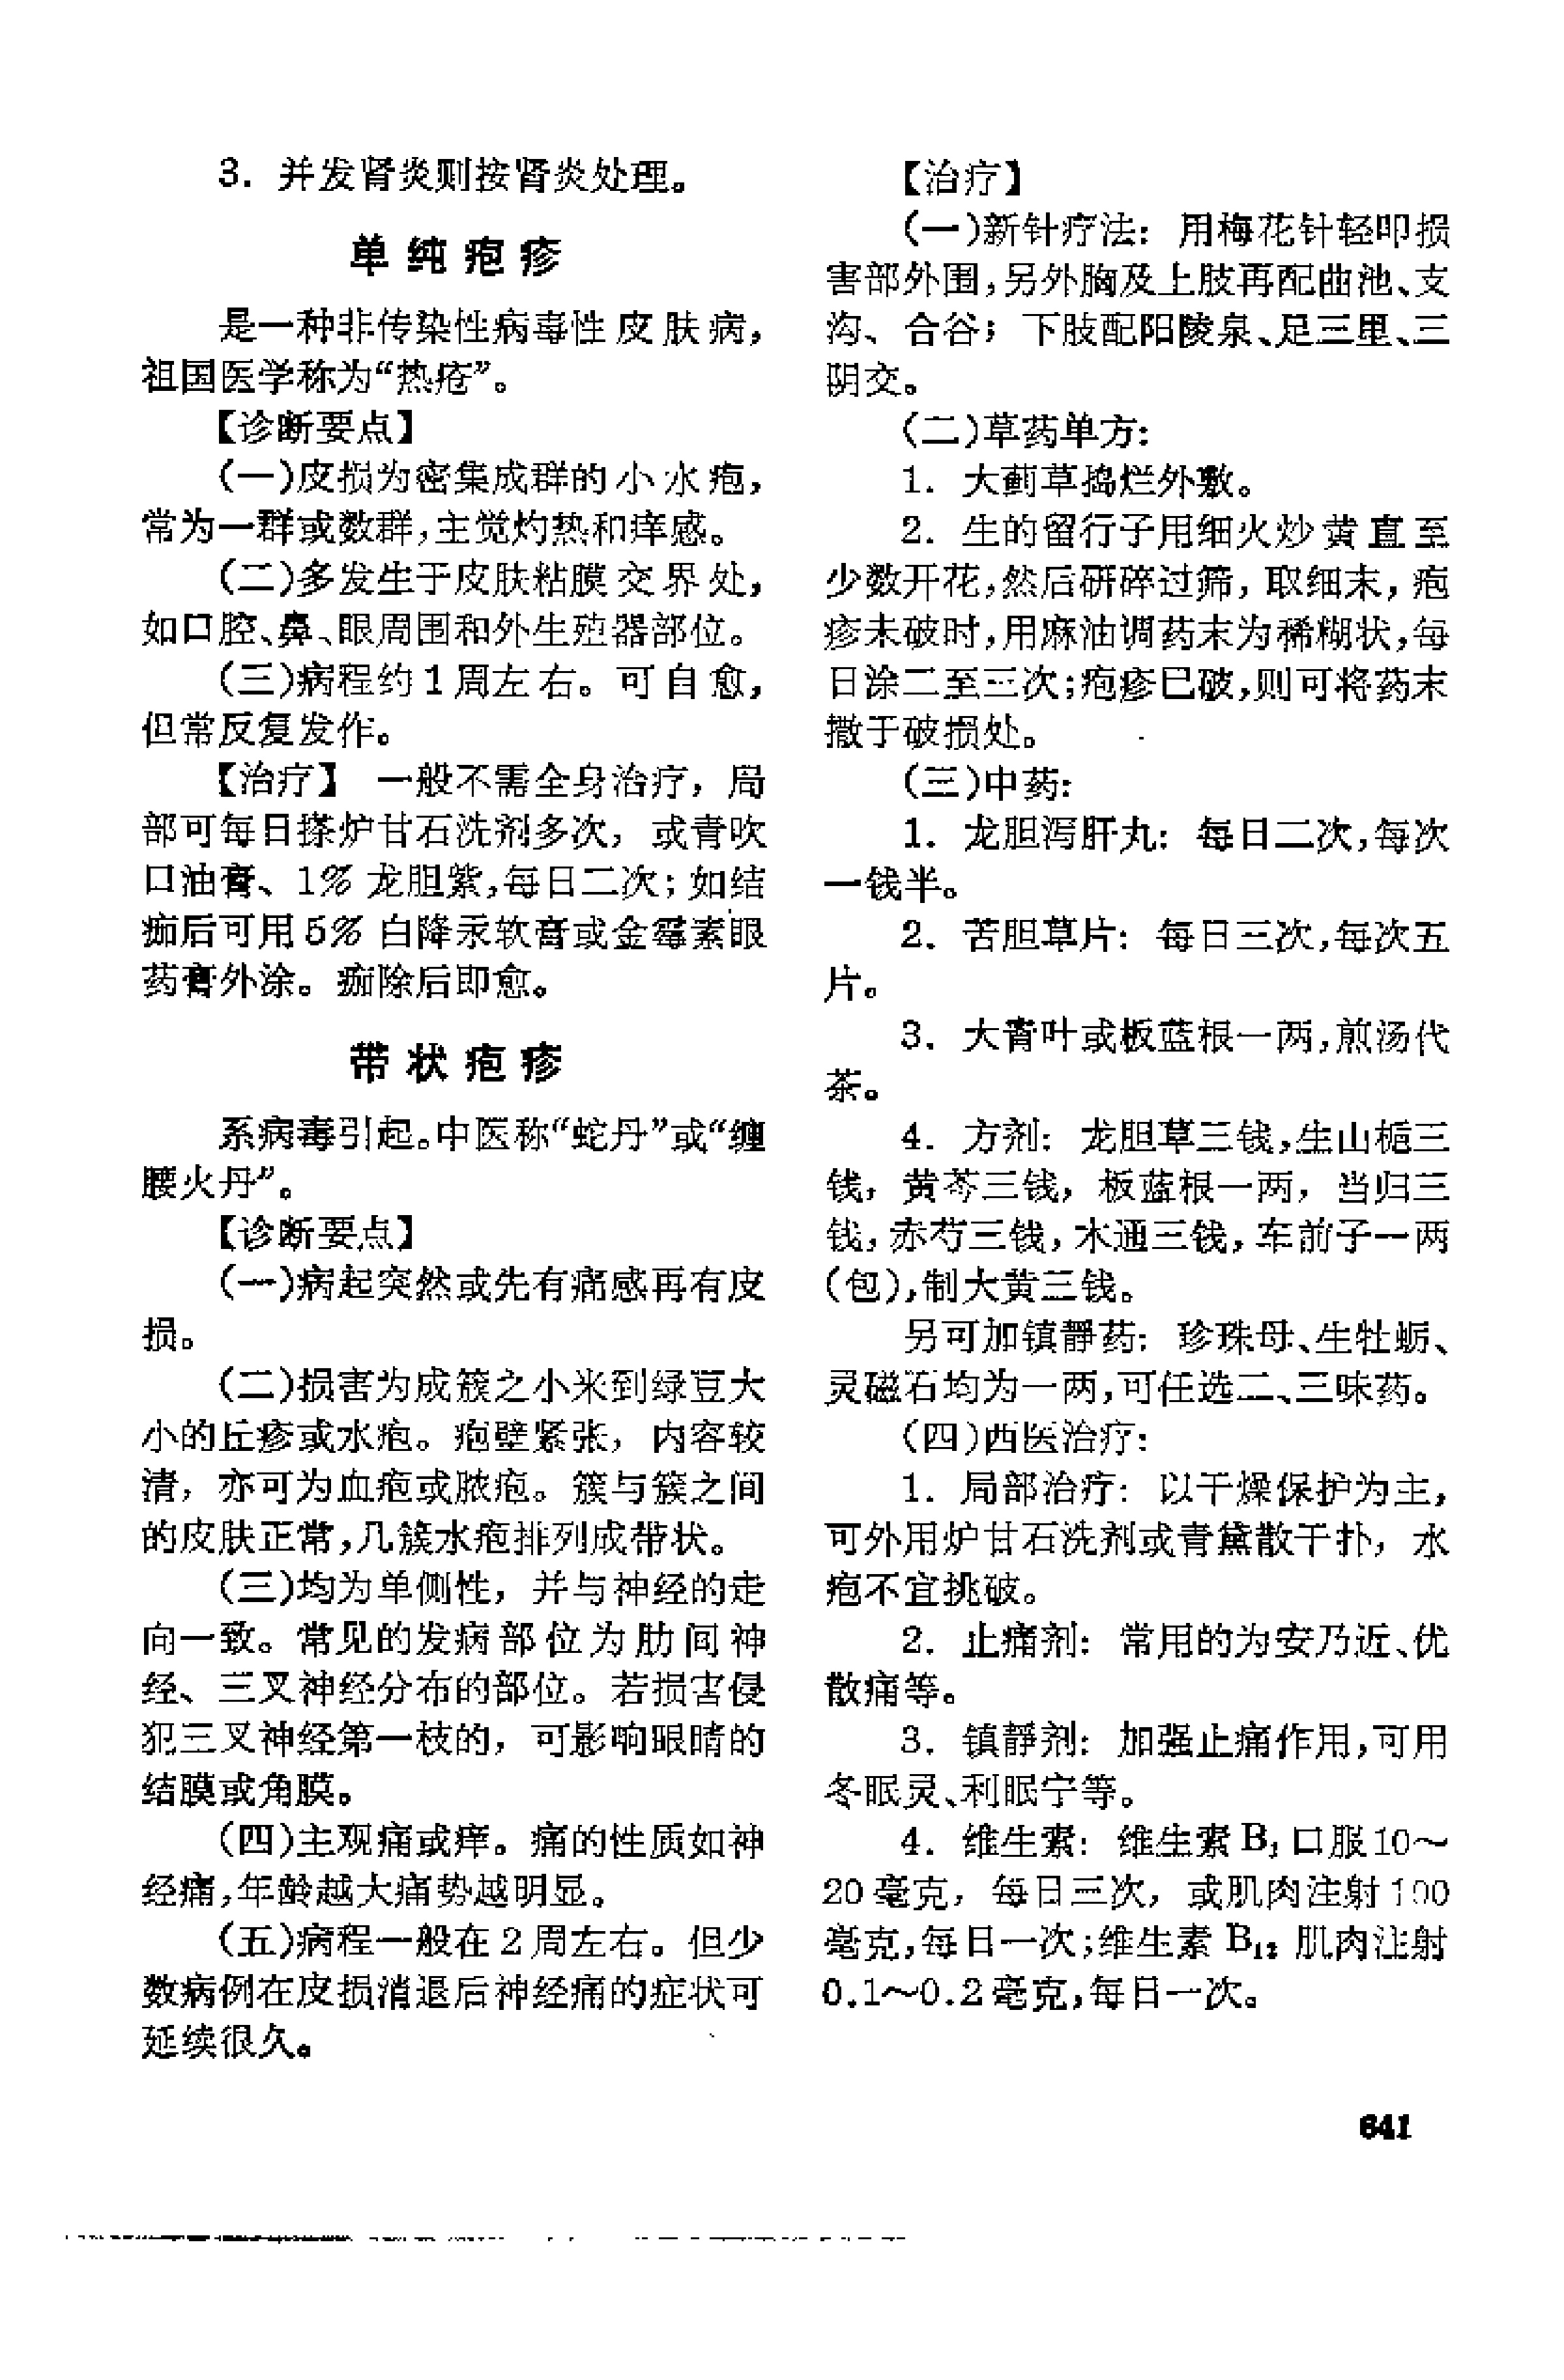 3. 并发肾炎则按肾炎处理。
单纯疱疹
是一种非传染性病毒性皮肤病，
祖国医学称为“热疮”。
【诊断要点】
(一)皮损为密集成群的小水疱，
常为一群或数群，主觉灼热和痒感。
(二)多发生于皮肤粘膜交界处，
如口腔、鼻、眼周围和外生殖器部位。
(三)病程约1周左右。可自愈，
但常反复发作。
【治疗】 一般不需全身治疗，局
部可每日搽炉甘石洗剂多次，或青吹
口油膏、1% 龙胆紫，每日二次；如结
痂后可用5% 白降汞软膏或金霉素眼
药膏外涂。痂除后即愈。
带状疱疹
系病毒引起。中医称“蛇丹”或“缠
腰火丹”。
【诊断要点】
(一)病起突然或先有痛感再有皮
损。
(二)损害为成簇之小米到绿豆大
小的丘疹或水疱。疱壁紧张，内容较
清，亦可为血疱或脓疱。簇与簇之间
的皮肤正常，几簇水疱排列成带状。
(三)均为单侧性，并与神经的走
向一致。常见的发病部位为肋间神
经、三叉神经分布的部位。若损害侵
犯三叉神经第一枝的，可影响眼睛的
结膜或角膜。
(四)主观痛或痒。痛的性质如神
经痛，年龄越大痛势越明显。
(五)病程一般在2周左右。但少
数病例在皮损消退后神经痛的症状可
延续很久。
【治疗】
(一)新针疗法：用梅花针轻叩损
害部外围，另外胸及上肢再配曲池、支
沟、合谷；下肢配阳陵泉、足三里、三
阴交。
(二)草药单方：
1. 大蓟草捣烂外敷。
2. 生的留行子用细火炒黄直至
少数开花，然后研碎过筛，取细末，疱
疹未破时，用麻油调药末为稀糊状，每
日涂二至三次；疱疹已破，则可将药末
撒于破损处。
(三)中药：
1. 龙胆泻肝丸：每日二次，每次
一钱半。
2. 苦胆草片：每日三次，每次五
片。
3. 大青叶或板蓝根一两，煎汤代
茶。
4. 方剂：龙胆草三钱，生山栀三
钱，黄芩三钱，板蓝根一两，当归三
钱，赤芍三钱，木通三钱，车前子一两
(包)，制大黄三钱。
另可加镇静药：珍珠母、生牡蛎、
灵磁石均为一两，可任选二、三味药。
(四)西医治疗：
1. 局部治疗：以干燥保护为主，
可外用炉甘石洗剂或青黛散干扑，水
疱不宜挑破。
2. 止痛剂：常用的为安乃近、优
散痛等。
3. 镇静剂：加强止痛作用，可用
冬眠灵、利眠宁等。
4. 维生素：维生素B₁口服10～
20毫克，每日三次，或肌肉注射100
毫克，每日一次；维生素B₁₂肌肉注射
0.1～0.2毫克，每日一次。
641